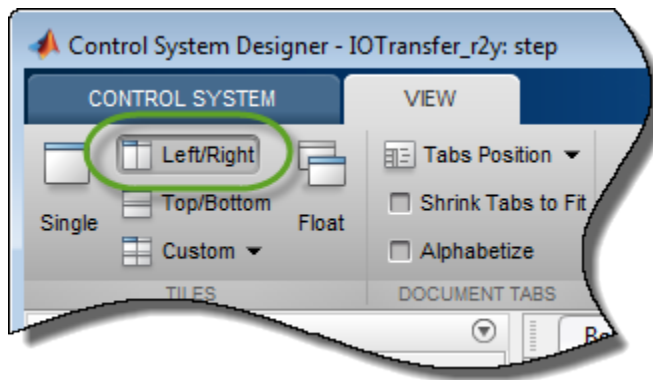 Control System Designer - IOTransfer_r2y: step
CONTROL SYSTEM
VIEW
Single
Left/Right
Top/Bottom
Custom
Float
TILES
Tabs Position
Shrink Tabs to Fit
Alphabetize
DOCUMENT TABS